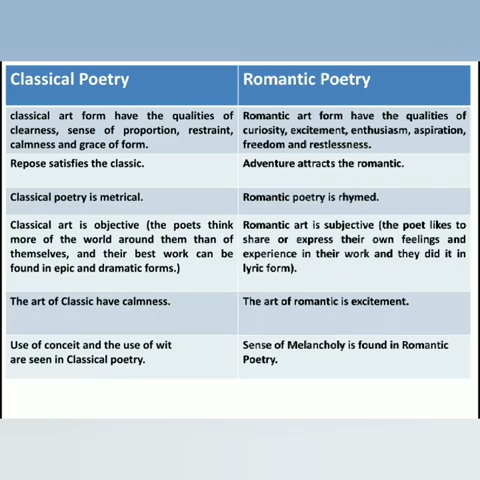 Classical Poetry
Romantic Poetry
classical art form have the qualities of
clearness, sense of proportion, restraint,
calmness and grace of form.
Romantic art form have the qualities of
curiosity, excitement, enthusiasm, aspiration,
freedom and restlessness.
Repose satisfies the classic.
Adventure attracts the romantic.
Classical poetry is metrical.
Romantic poetry is rhymed.
Classical art is objective (the poets think
more of the world around them than of
themselves, and their best work can be
found in epic and dramatic forms.)
Romantic art is subjective (the poet likes to
share or express their own feelings and
experience in their work and they did it in
lyric form).
The art of Classic have calmness.
The art of romantic is excitement.
Use of conceit and the use of wit
are seen in Classical poetry.
Sense of Melancholy is found in Romantic
Poetry.